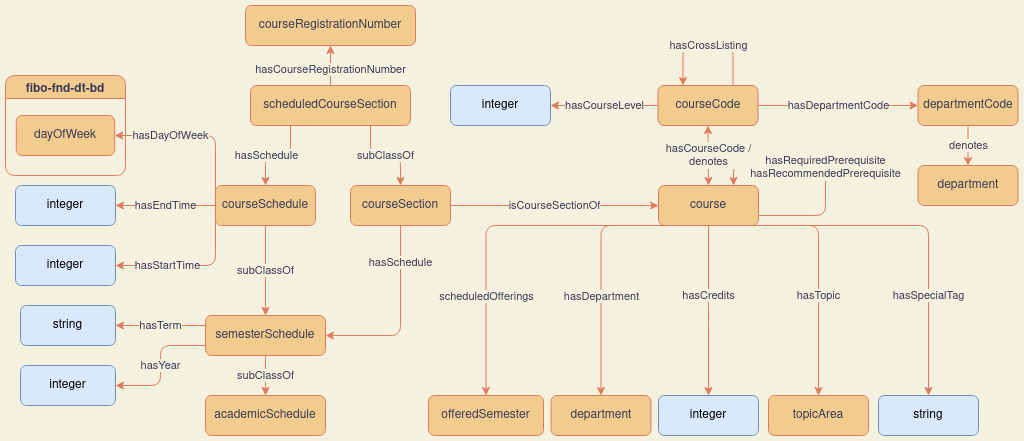 courseRegistrationNumber
hasCrossListing
hasCourseRegistrationNumber
fibo-fnd-dt-bd
scheduledCourseSection
integer
hasCourseLevel
courseCode
hasDepartmentCode
departmentCode
dayOfWeek
hasDayOfWeek
hasSchedule
subClassOf
hasCourseCode /
denotes
hasRequiredPrerequisite
hasRecommendedPrerequisite
denotes
department
integer
hasEndTime
courseSchedule
courseSection
isCourseSectionOf
course
integer
hasStartTime
subClassOf
hasSchedule
scheduledOfferings
hasDepartment
hasCredits
hasTopic
hasSpecialTag
string
hasTerm
semesterSchedule
integer
hasYear
subClassOf
academicSchedule
offeredSemester
department
integer
topicArea
string